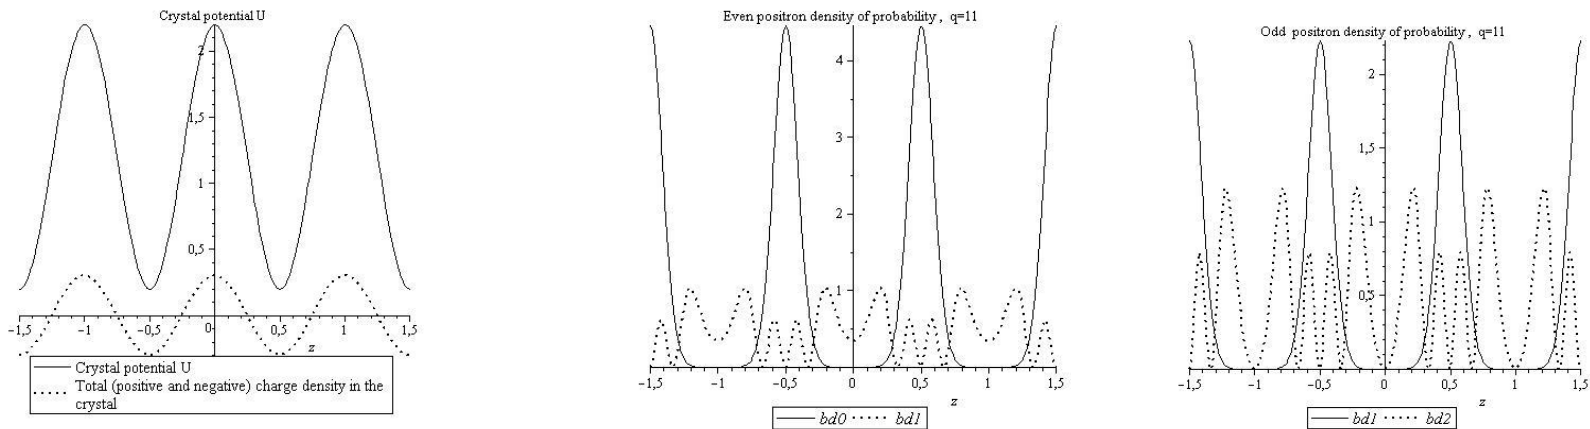 Crystal potential U
2
1,5
1
0,5
−1,5 −1 −0,5 0 0,5 1 1,5
z
Crystal potential U
Total (positive and negative) charge density in the
crystal
Even positron density of probability , q=11
4
3
2
1
−1,5 −1 −0,5 0 0,5 1 1,5
z
bd0 bd1
Odd positron density of probability , q=11
2
1,5
1
0,5
−1,5 −1 −0,5 0 0,5 1 1,5
z
bd1 bd2